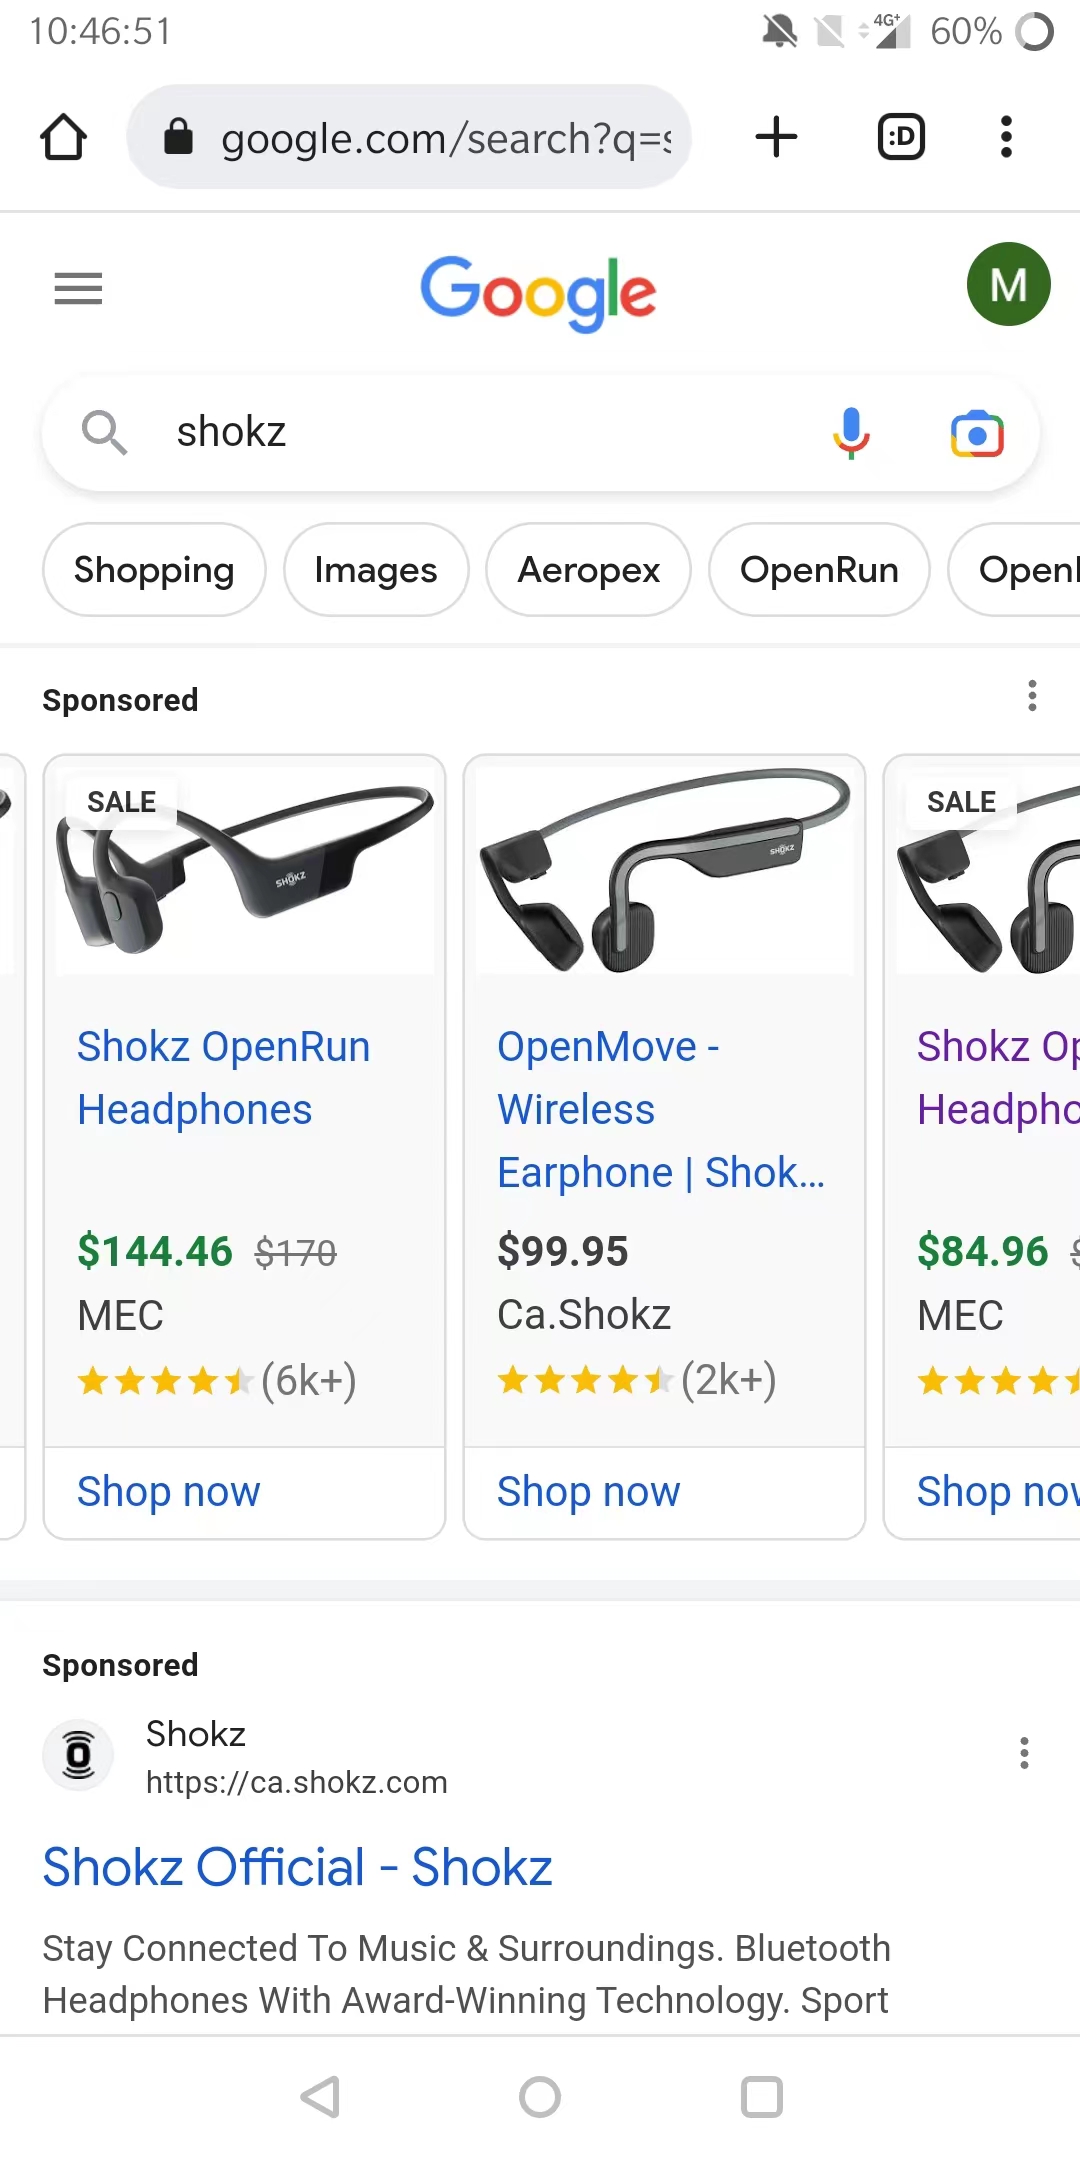 10:46:51
4G+
60%
google.com/search?q=s
:D
Google
M
shokz
Shopping
Images
Aeropex
OpenRun
Sponsored
SALE
SHOKZ
SHOKZ
SALE
Shokz OpenRun
Headphones
$144.46 $170
MEC
(6k+)
Shop now
OpenMove -
Wireless
Earphone | Shok...
$99.95
Ca.Shokz
(2k+)
Shop now
Shokz Op
Headpho
$84.96
MEC
Shop now
Sponsored
Shokz
https://ca.shokz.com
Shokz Official - Shokz
Stay Connected To Music & Surroundings. Bluetooth
Headphones With Award-Winning Technology. Sport